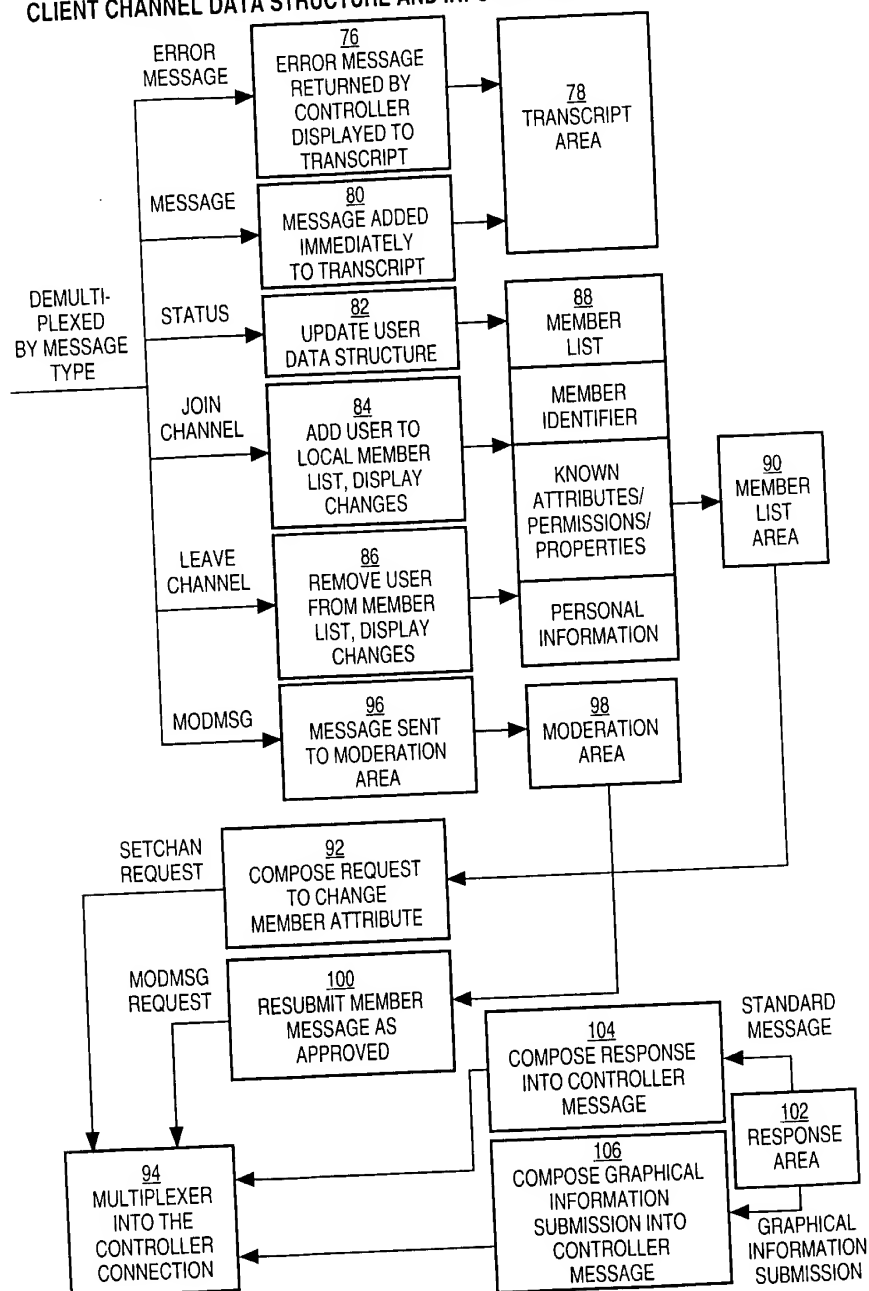 CLIENT CHANNEL DATA STRUCTURE AND
ERROR
MESSAGE
76
ERROR MESSAGE
RETURNED BY
CONTROLLER
DISPLAYED TO
TRANSCRIPT
78
TRANSCRIPT
AREA
MESSAGE
80
MESSAGE ADDED
IMMEDIATELY
TO TRANSCRIPT
DEMULTI-
PLEXED
BY MESSAGE
TYPE
STATUS
82
UPDATE USER
DATA STRUCTURE
88
MEMBER
LIST
MEMBER
IDENTIFIER
KNOWN
ATTRIBUTES/
PERMISSIONS/
PROPERTIES
PERSONAL
INFORMATION
JOIN
CHANNEL
84
ADD USER TO
LOCAL MEMBER
LIST, DISPLAY
CHANGES
90
MEMBER
LIST
AREA
LEAVE
CHANNEL
86
REMOVE USER
FROM MEMBER
LIST, DISPLAY
CHANGES
MODMSG
96
MESSAGE SENT
TO MODERATION
AREA
98
MODERATION
AREA
SETCHAN
REQUEST
92
COMPOSE REQUEST
TO CHANGE
MEMBER ATTRIBUTE
MODMSG
REQUEST
100
RESUBMIT MEMBER
MESSAGE AS
APPROVED
104
COMPOSE RESPONSE
INTO CONTROLLER
MESSAGE
STANDARD
MESSAGE
102
RESPONSE
AREA
94
MULTIPLEXER
INTO THE
CONTROLLER
CONNECTION
106
COMPOSE GRAPHICAL
INFORMATION
SUBMISSION INTO
CONTROLLER
MESSAGE
GRAPHICAL
INFORMATION
SUBMISSION